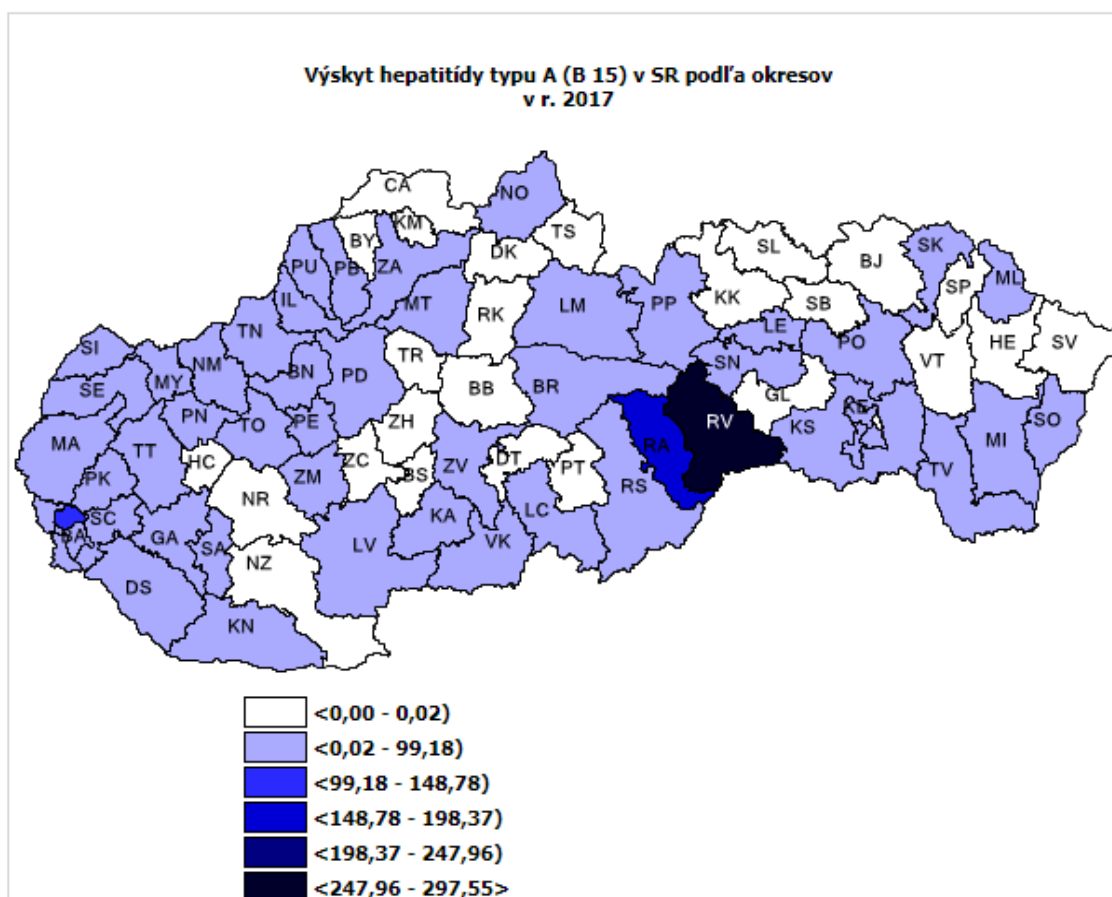 Výskyt hepatitídy typu A (B 15) v SR podľa okresov
v r. 2017
CA
NO
KM
TS
BY
DK
SL
BJ
SK
PU
PB
ZA
SP
ML
IL
MT
RK
LM
PP
KK
SB
TN
LE
PO
HE
SV
SI
TR
VT
NM
BN
PD
SN
SE
MY
BB
BR
GL
PN
TO
PE
ZH
RV
KE
KS
SO
MA
TT
HC
ZC
DT
PT
RA
MI
PK
ZM
BS
ZV
RS
TV
NR
SC
BA
GA
SA
LV
KA
LC
VK
NZ
DS
KN
<0,00 - 0,02)
<0,02 - 99,18)
<99,18 - 148,78)
<148,78 - 198,37)
<198,37 - 247,96)
<247,96 - 297,55>